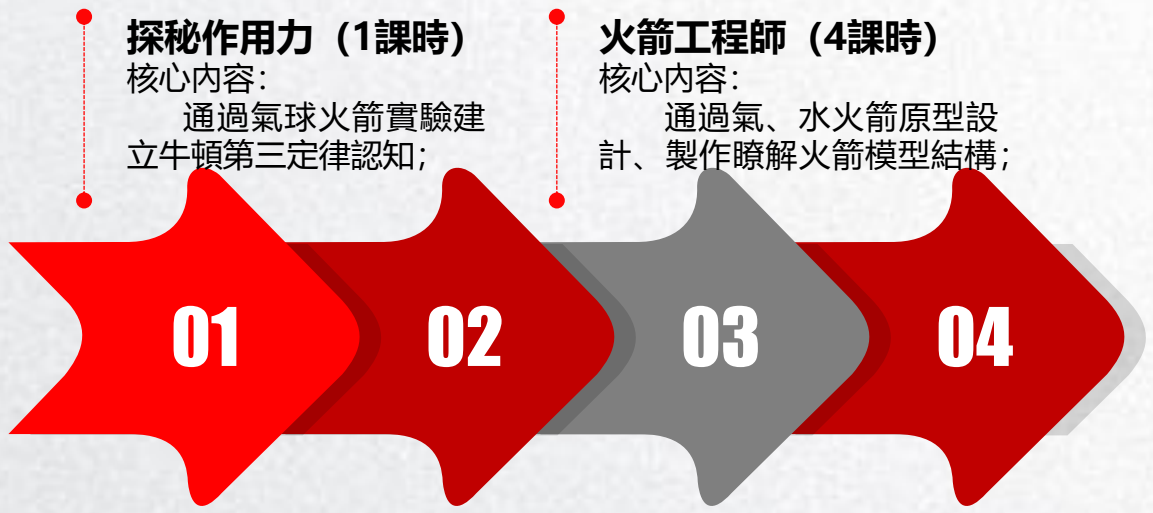 探秘作用力（1課時）
核心內容：
通過氣球火箭實驗建
立牛頓第三定律認知；
火箭工程師（4課時）
核心內容：
通過氣、水火箭原型設
計、製作瞭解火箭模型結構；
01
02
03
04